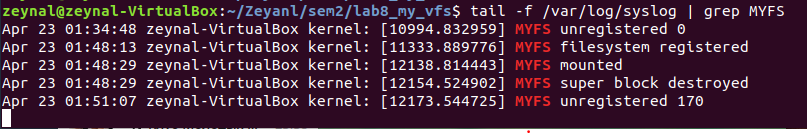 zeynal@zeynal-VirtualBox:~/Zeyanl/sem2/lab8_my_vfs$ tail -f /var/log/syslog | grep MYFS
Apr 23 01:34:48 zeynal-VirtualBox kernel: [10994.832959] MYFS unregistered 0
Apr 23 01:48:13 zeynal-VirtualBox kernel: [11333.889776] MYFS filesystem registered
Apr 23 01:48:29 zeynal-VirtualBox kernel: [12138.814443] MYFS mounted
Apr 23 01:48:29 zeynal-VirtualBox kernel: [12154.524902] MYFS super block destroyed
Apr 23 01:51:07 zeynal-VirtualBox kernel: [12173.544725] MYFS unregistered 170